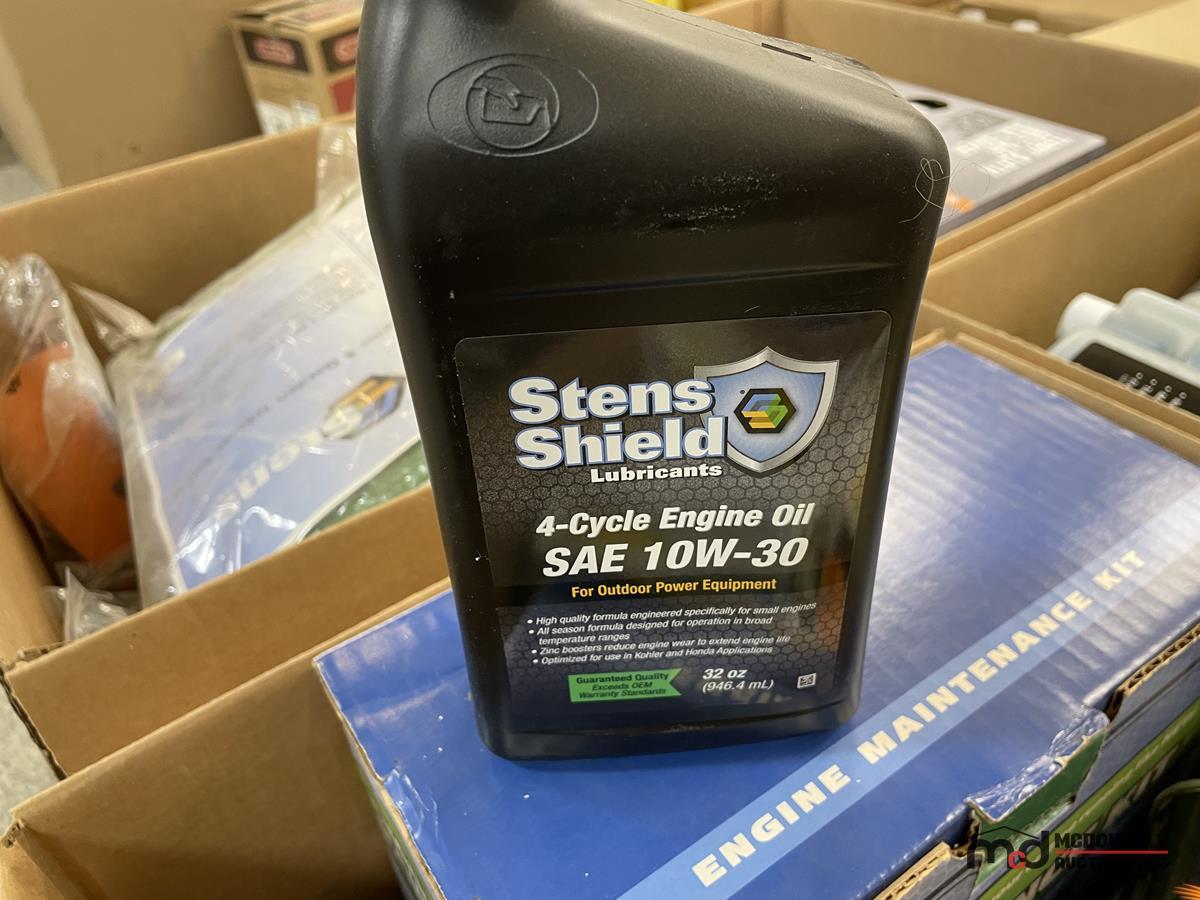 Stens
Shield
Lubricants
4-Cycle Engine Oil
SAE 10W-30
For Outdoor Power Equipment
• High quality formula engineered specifically for small engines
• All season formula designed for operation in broad
temperature ranges
• Zinc boosters reduce engine wear to extend engine life
• Optimized for use in Kohler and Honda Applications
Guaranteed Quality
Exceeds OEM
Warranty Standards
32 oz
(946.4 mL)
ENGINE MAINTENANCE KIT
Stens
mcd